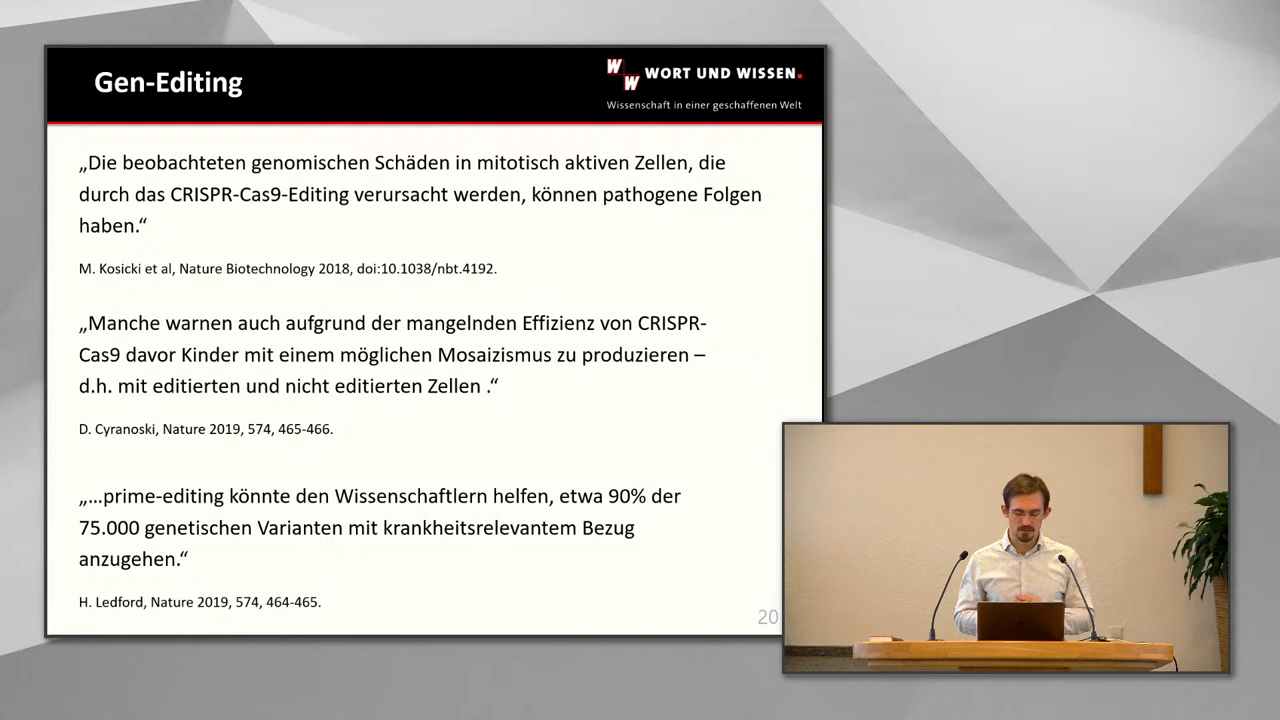 Gen-Editing
W
W WORT UND WISSEN.
Wissenschaft in einer geschaffenen Welt
„Die beobachteten genomischen Schäden in mitotisch aktiven Zellen, die
durch das CRISPR-Cas9-Editing verursacht werden, können pathogene Folgen
haben.“
M. Kosicki et al, Nature Biotechnology 2018, doi:10.1038/nbt.4192.
„Manche warnen auch aufgrund der mangelnden Effizienz von CRISPR-
Cas9 davor Kinder mit einem möglichen Mosaizismus zu produzieren –
d.h. mit editierten und nicht editierten Zellen .“
D. Cyranoski, Nature 2019, 574, 465-466.
„…prime-editing könnte den Wissenschaftlern helfen, etwa 90% der
75.000 genetischen Varianten mit krankheitsrelevantem Bezug
anzugehen.“
H. Ledford, Nature 2019, 574, 464-465.
20